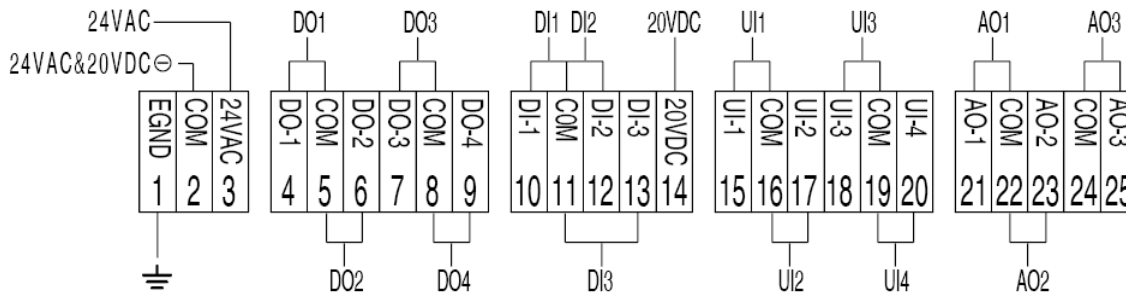 24VAC DO1 DO3 DI1 DI2 20VDC UI1 UI3 AO1 AO3
24VAC&20VDC⊖
EGND COM 24VAC DO-1 COM DO-2 DO-3 COM DO-4 DI-1 COM DI-2 DI-3 20VDC UI-1 COM UI-2 UI-3 COM UI-4 AO-1 COM AO-2 COM AO-3
1 2 3 4 5 6 7 8 9 10 11 12 13 14 15 16 17 18 19 20 21 22 23 24 25
DO2 DO4 DI3 UI2 UI4 AO2